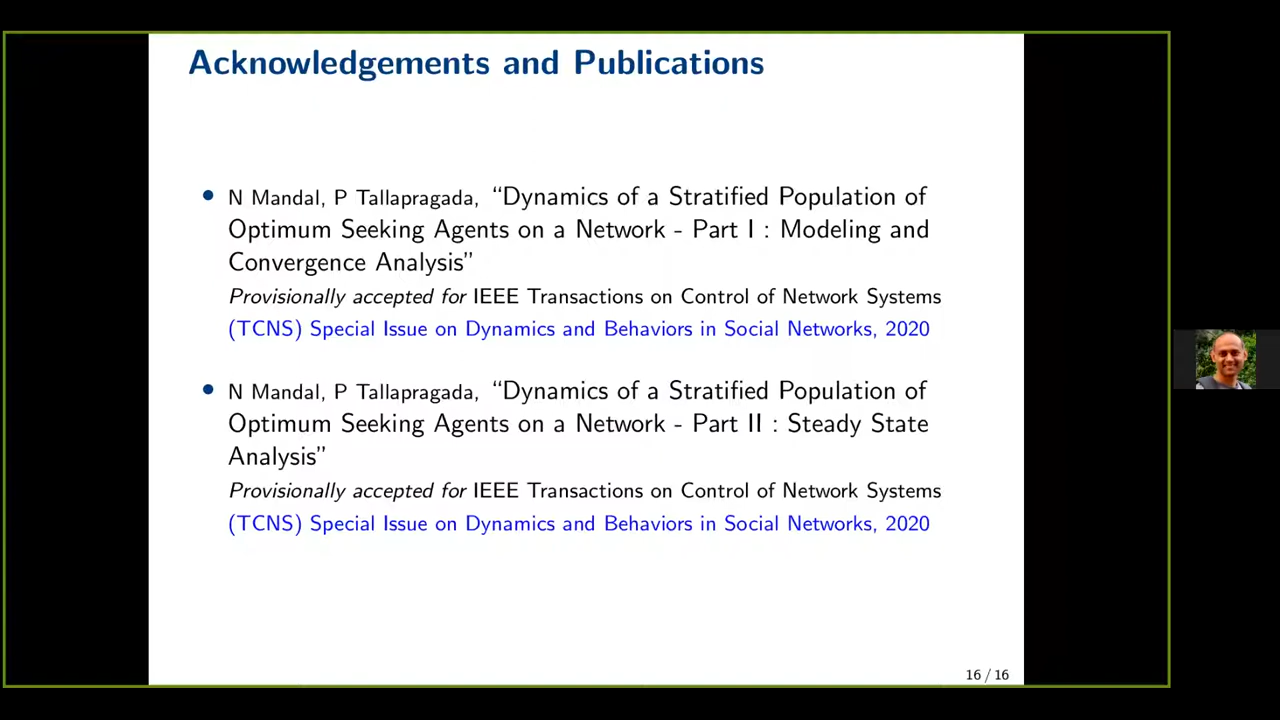 Acknowledgements and Publications
• N Mandal, P Tallapragada, “Dynamics of a Stratified Population of
Optimum Seeking Agents on a Network - Part I : Modeling and
Convergence Analysis”
Provisionally accepted for IEEE Transactions on Control of Network Systems
(TCNS) Special Issue on Dynamics and Behaviors in Social Networks, 2020
• N Mandal, P Tallapragada, “Dynamics of a Stratified Population of
Optimum Seeking Agents on a Network - Part II : Steady State
Analysis”
Provisionally accepted for IEEE Transactions on Control of Network Systems
(TCNS) Special Issue on Dynamics and Behaviors in Social Networks, 2020
16 / 16